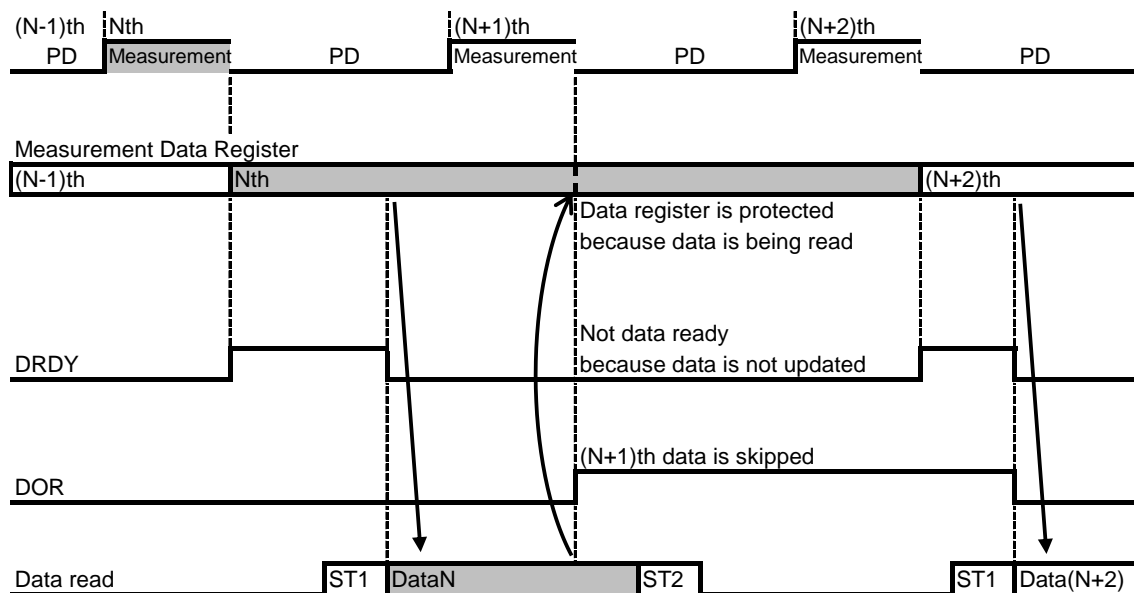 (N-1)th Nth (N+1)th (N+2)th
PD Measurement PD Measurement PD Measurement PD
Measurement Data Register
(N-1)th Nth (N+2)th
Data register is protected
because data is being read
Not data ready
DRDY because data is not updated
(N+1)th data is skipped
DOR
Data read ST1 DataN ST2 ST1 Data(N+2)